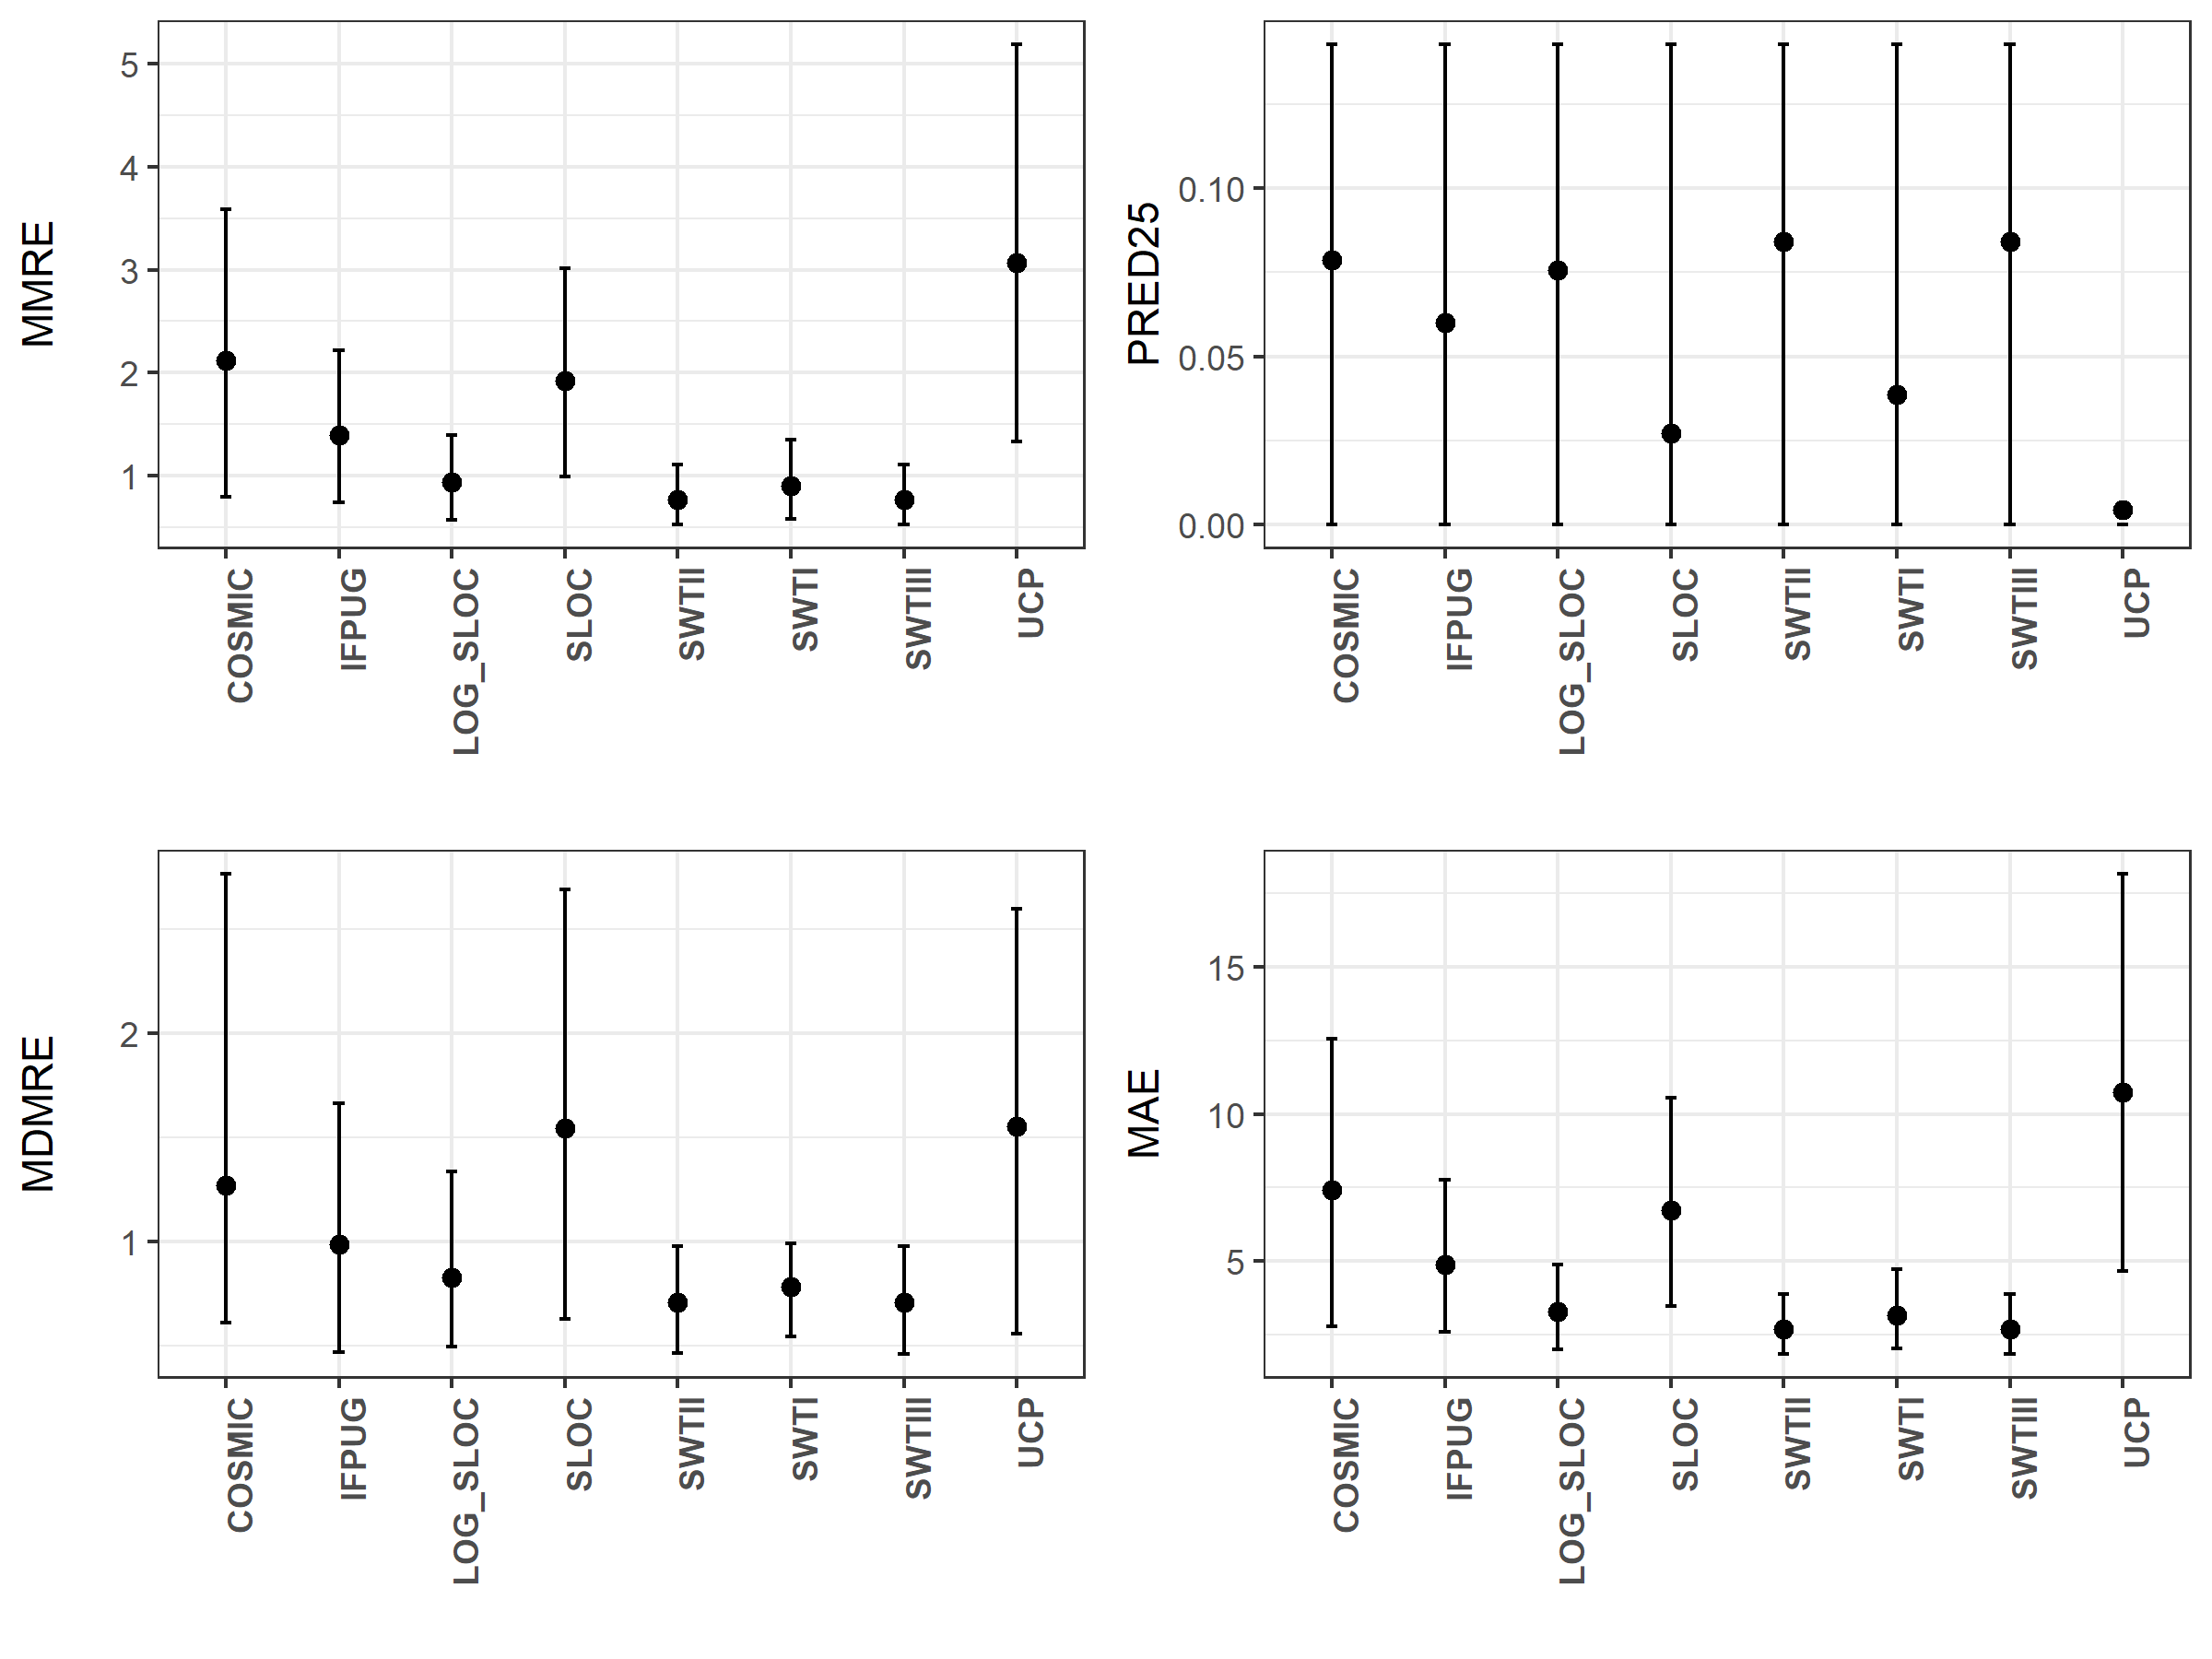 MMRE
5
4
3
2
1
COSMIC
IFPUG
LOG_SLOC
SLOC
SWTII
SWTI
SWTIII
UCP
PRED25
0.10
0.05
0.00
COSMIC
IFPUG
LOG_SLOC
SLOC
SWTII
SWTI
SWTIII
UCP
MDMRE
2
1
COSMIC
IFPUG
LOG_SLOC
SLOC
SWTII
SWTI
SWTIII
UCP
MAE
15
10
5
COSMIC
IFPUG
LOG_SLOC
SLOC
SWTII
SWTI
SWTIII
UCP